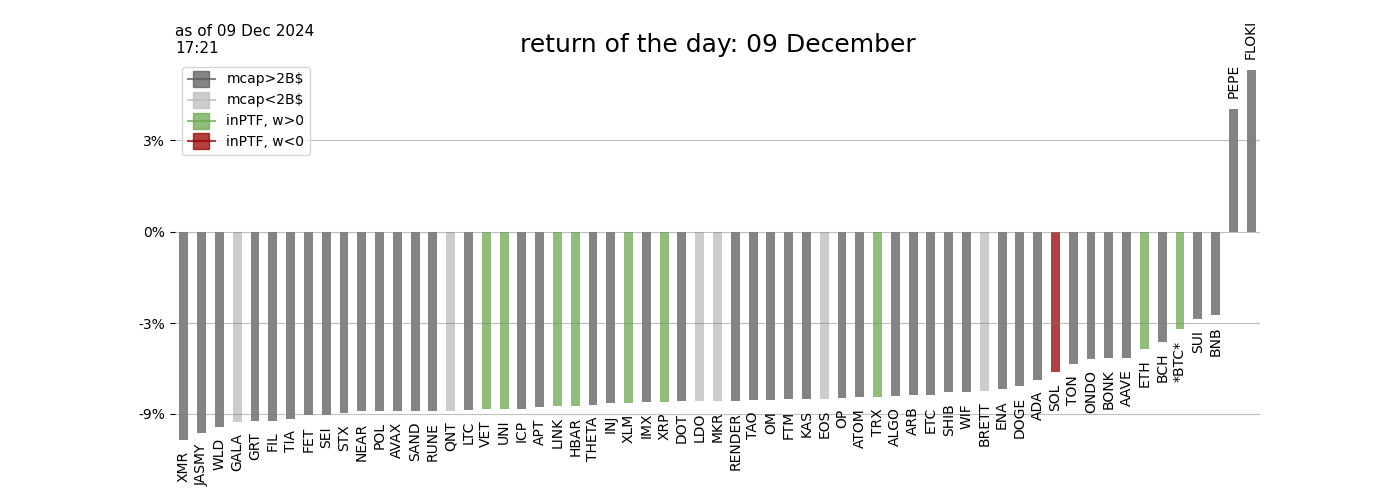 as of 09 Dec 2024
17:21
return of the day: 09 December
mcap>2B$
mcap<2B$
inPTF, w>0
inPTF, w<0
3%
0%
-3%
-9%
XMR
JASMY
WLD
GALA
GRT
FIL
TIA
FET
SEI
STX
NEAR
POL
AVAX
SAND
RUNE
QNT
LTC
VET
UNI
ICP
APT
LINK
HBAR
THETA
INJ
XLM
IMX
XRP
DOT
LDO
MKR
RENDER
TAO
OM
FTM
KAS
EOS
OP
ATOM
TRX
ALGO
ARB
ETC
SHIB
WIF
BRETT
ENA
DOGE
ADA
SOL
TON
ONDO
BONK
AAVE
ETH
BCH
*BTC*
SUI
BNB
PEPE
FLOKI